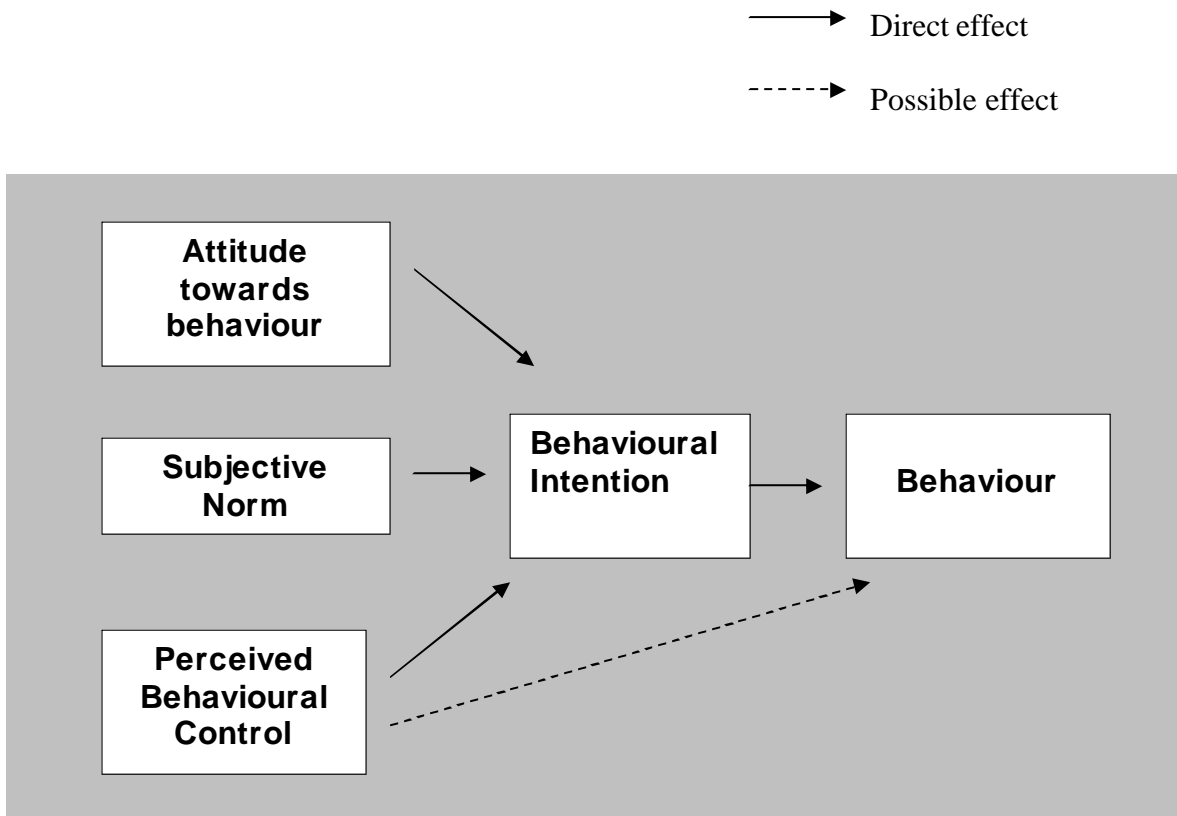 Direct effect
Possible effect
Attitude
towards
behaviour
Subjective
Norm
Behavioural
Intention
Behaviour
Perceived
Behavioural
Control